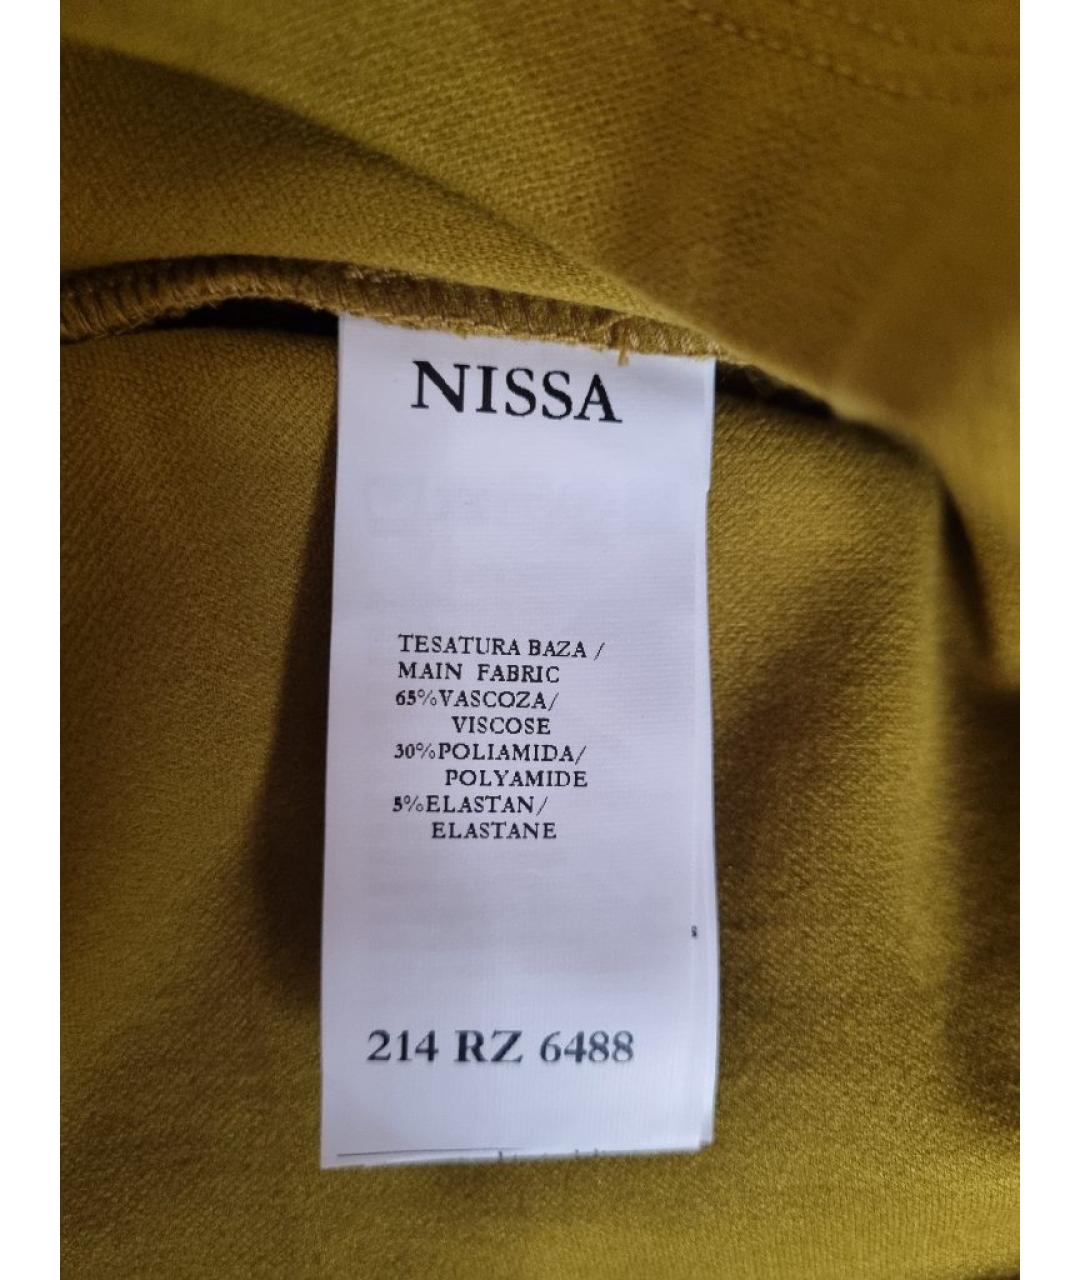 NISSA
TESATURA BAZA /
MAIN FABRIC
65%VASCOZA/
VISCOSE
30%POLIAMIDA/
POLYAMIDE
5%ELASTAN/
ELASTANE
214 RZ 6488